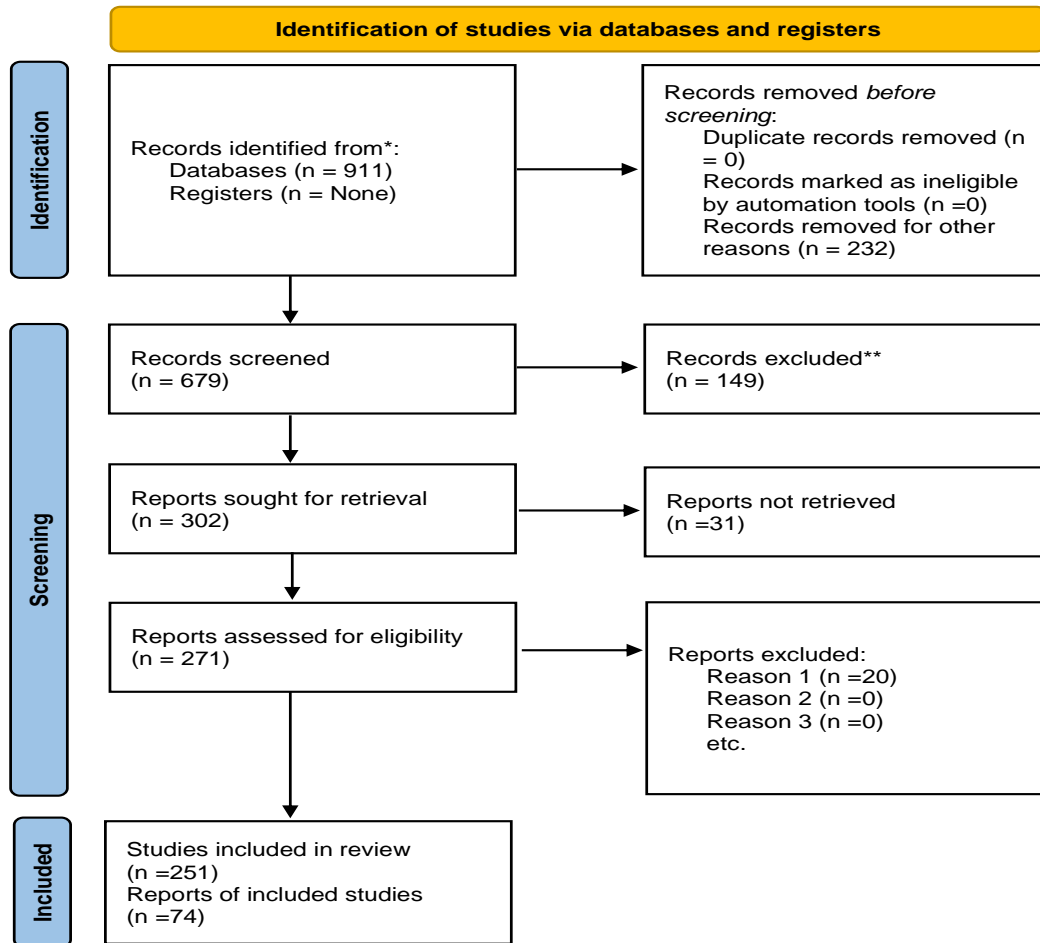 Identification of studies via databases and registers
Identification
Records identified from*:
Databases (n = 911)
Registers (n = None)
Records removed before
screening:
Duplicate records removed (n
= 0)
Records marked as ineligible
by automation tools (n =0)
Records removed for other
reasons (n = 232)
Screening
Records screened
(n = 679)
Records excluded**
(n = 149)
Reports sought for retrieval
(n = 302)
Reports not retrieved
(n =31)
Reports assessed for eligibility
(n = 271)
Reports excluded:
Reason 1 (n =20)
Reason 2 (n =0)
Reason 3 (n =0)
etc.
Included
Studies included in review
(n =251)
Reports of included studies
(n =74)